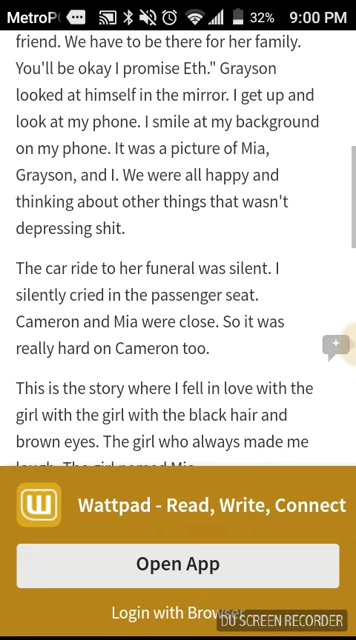 MetroPC 32% 9:00 PM
friend. We have to be there for her family.
You'll be okay I promise Eth." Grayson
looked at himself in the mirror. I get up and
look at my phone. I smile at my background
on my phone. It was a picture of Mia,
Grayson, and I. We were all happy and
thinking about other things that wasn't
depressing shit.
The car ride to her funeral was silent. I
silently cried in the passenger seat.
Cameron and Mia were close. So it was
really hard on Cameron too.
This is the story where I fell in love with the
girl with the girl with the black hair and
brown eyes. The girl who always made me
laugh. The girl named Mia
Wattpad - Read, Write, Connect
Open App
Login with Browser
DU SCREEN RECORDER